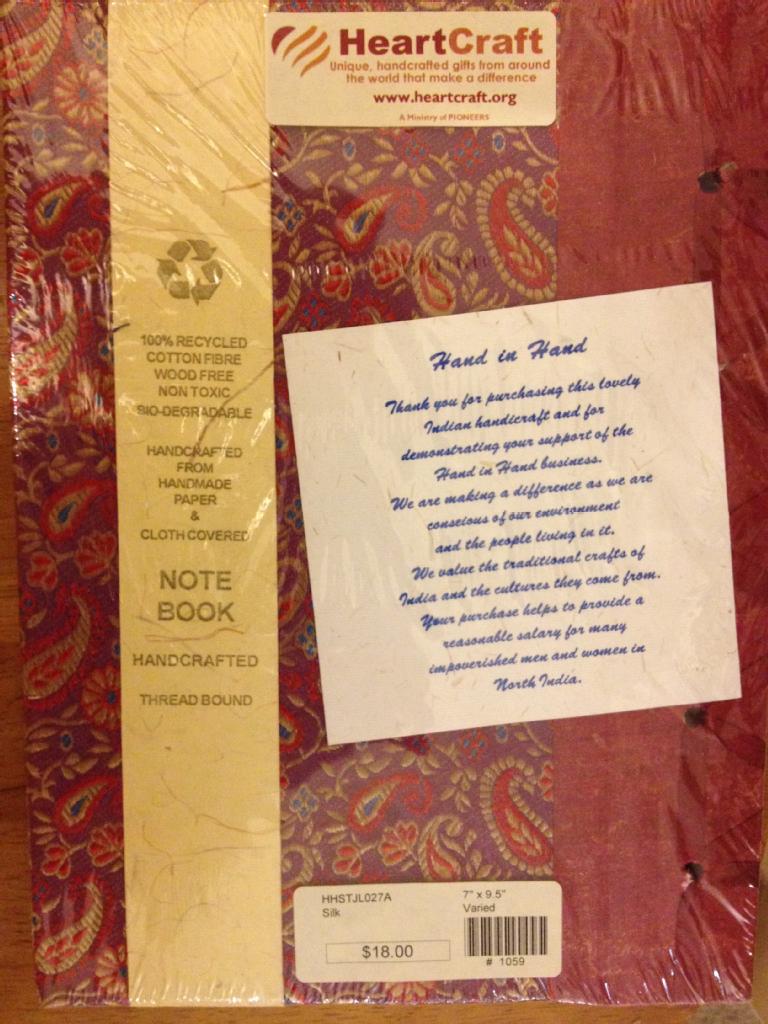 HeartCraft
Unique, handcrafted gifts from around
the world that make a difference
www.heartcraft.org
A Ministry of PIONEERS
100% RECYCLED
COTTON FIBRE
WOOD FREE
NON TOXIC
BIO-DEGRADABLE
HANDCRAFTED
FROM
HANDMADE
PAPER
&
CLOTH COVERED
NOTE
BOOK
HANDCRAFTED
THREAD BOUND
Hand in Hand
Thank you for purchasing this lovely
Indian handicraft and for
demonstrating your support of the
Hand in Hand business.
We are making a difference as we are
conscious of our environment
and the people living in it.
We value the traditional crafts of
India and the cultures they come from.
Your purchase helps to provide a
reasonable salary for many
impoverished men and women in
North India.
HHSTJL027A
Silk
7" x 9.5"
Varied
$18.00
# 1059